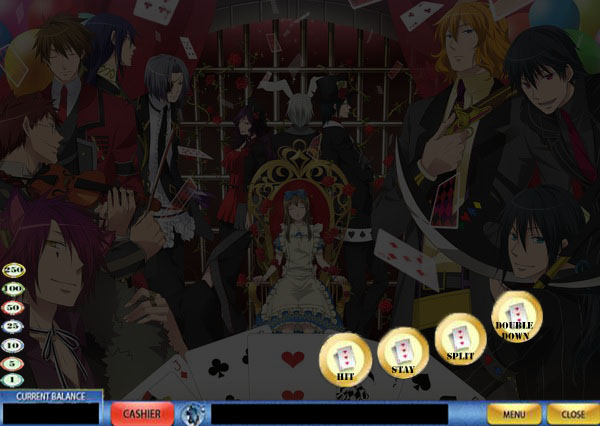 250
100
50
25
10
5
1
HIT
STAY
SPLIT
DOUBLE
DOWN
CURRENT BALANCE
CASHIER
MENU
CLOSE